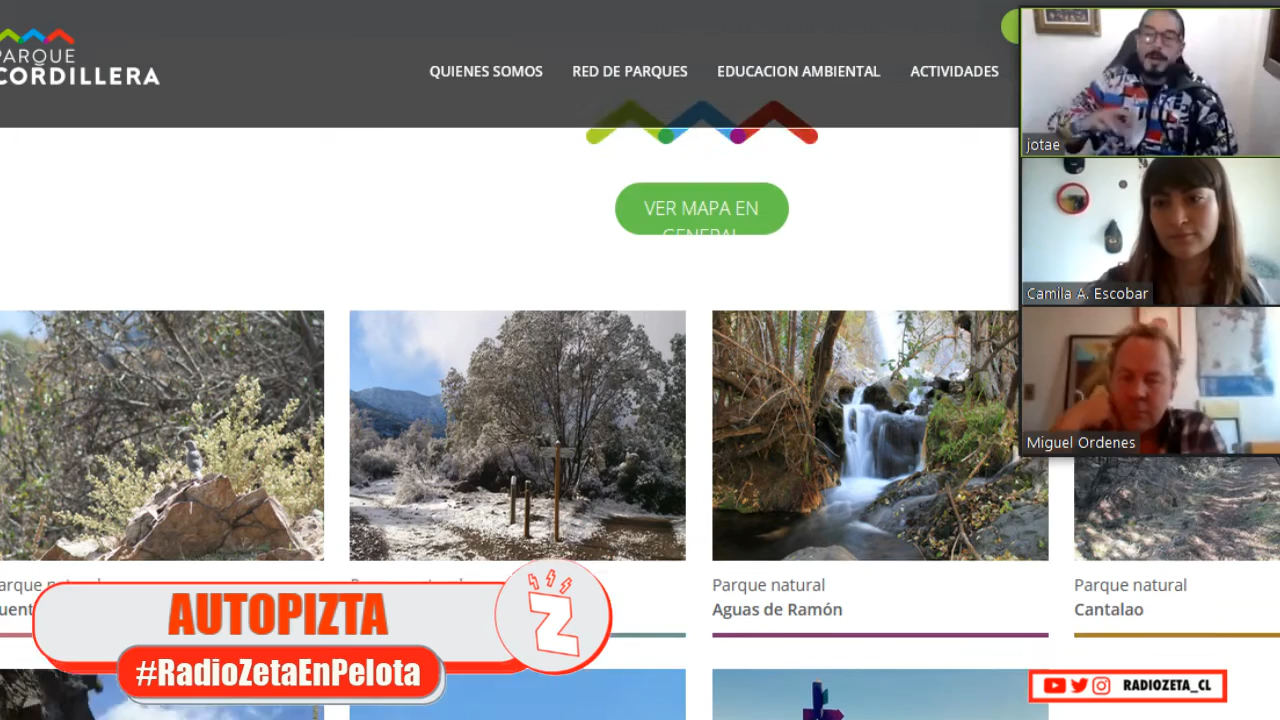 PARQUE
CORDILLERA
QUIENES SOMOS
RED DE PARQUES
EDUCACION AMBIENTAL
ACTIVIDADES
jotae
Camila A. Escobar
Miguel Ordenes
VER MAPA EN
GENERAL
Parque natural
Aguas de Ramón
Parque natural
Cantalao
AUTOPIZTA
#RadioZetaEnPelota
Z
RADIOZETA_CL